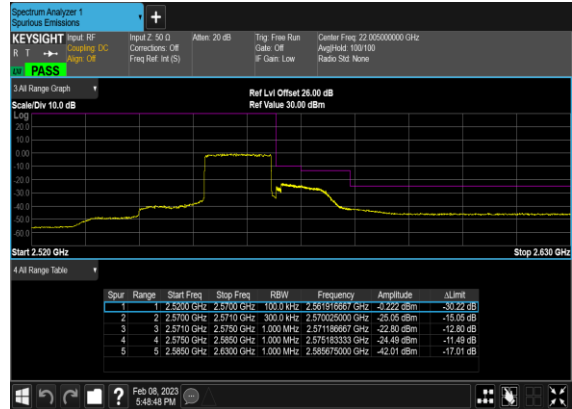 Spectrum Analyzer 1
Spurious Emissions
KEYSIGHT Input: RF Input Z: 50 Ω Atten: 20 dB Trig: Free Run Center Freq: 22.005000000 GHz
R T Coupling: DC Corrections: Off Gate: Off Avg|Hold: 100/100
Align: Off Freq Ref: Int (S) IF Gain: Low Radio Std: None
PASS
3 All Range Graph
Ref Lvl Offset 26.00 dB
Scale/Div 10.0 dB Ref Value 30.00 dBm
Log
20.0
10.0
0.00
-10.0
-20.0
-30.0
-40.0
-50.0
-60.0
Start 2.520 GHz Stop 2.630 GHz
4 All Range Table
Spur Range Start Freq Stop Freq RBW Frequency Amplitude ΔLimit
1 1 2.5200 GHz 2.5700 GHz 100.0 kHz 2.561916667 GHz -0.222 dBm -30.22 dB
2 2 2.5700 GHz 2.5710 GHz 300.0 kHz 2.570025000 GHz -25.05 dBm -15.05 dB
3 3 2.5710 GHz 2.5750 GHz 1.000 MHz 2.571186667 GHz -22.80 dBm -12.80 dB
4 4 2.5750 GHz 2.5850 GHz 1.000 MHz 2.575183333 GHz -24.49 dBm -11.49 dB
5 5 2.5850 GHz 2.6300 GHz 1.000 MHz 2.585675000 GHz -42.01 dBm -17.01 dB
Feb 08, 2023
5:48:48 PM